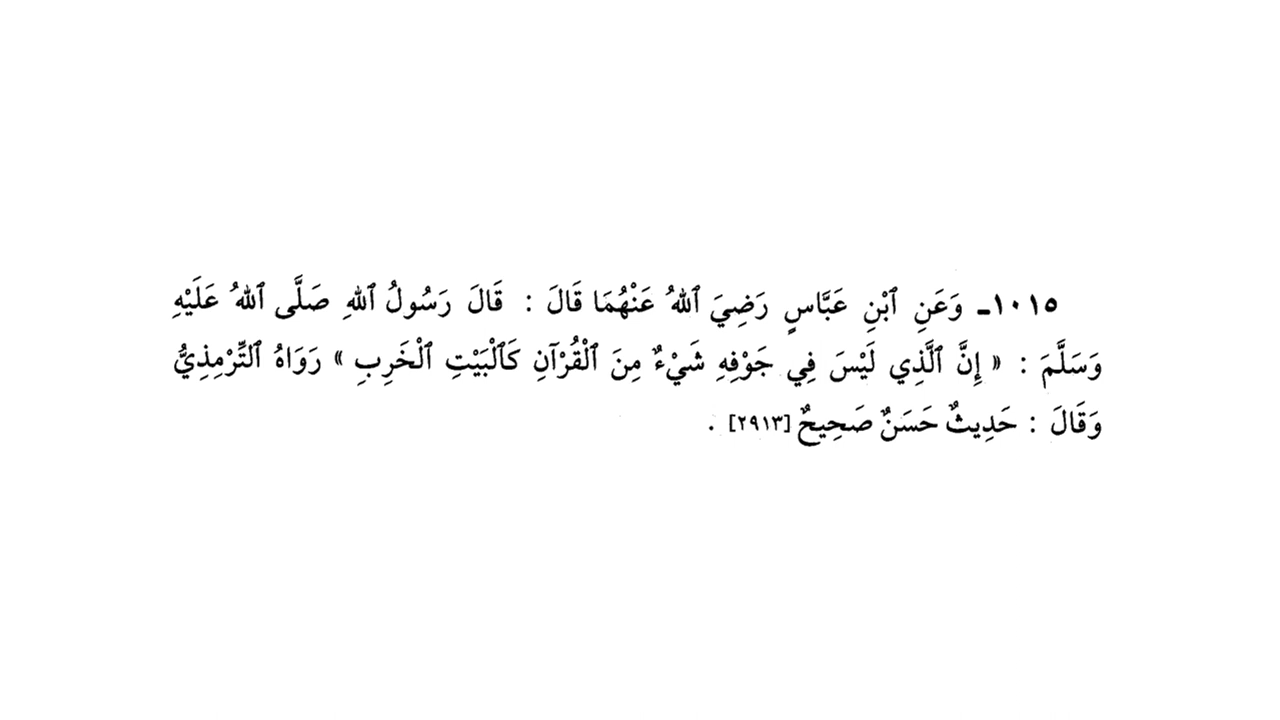 ١٠١٥ـ وَعَنِ ٱبْنِ عَبَّاسٍ رَضِيَ ٱللهُ عَنْهُمَا قَالَ : قَالَ رَسُولُ ٱللهِ صَلَّى ٱللهُ عَلَيْهِ
وَسَلَّمَ : « إِنَّ ٱلَّذِي لَيْسَ فِي جَوْفِهِ شَيْءٌ مِنَ ٱلْقُرْآنِ كَٱلْبَيْتِ ٱلْخَرِبِ » رَوَاهُ ٱلتِّرْمِذِيُّ
وَقَالَ : حَدِيثٌ حَسَنٌ صَحِيحٌ [٢٩١٣] .